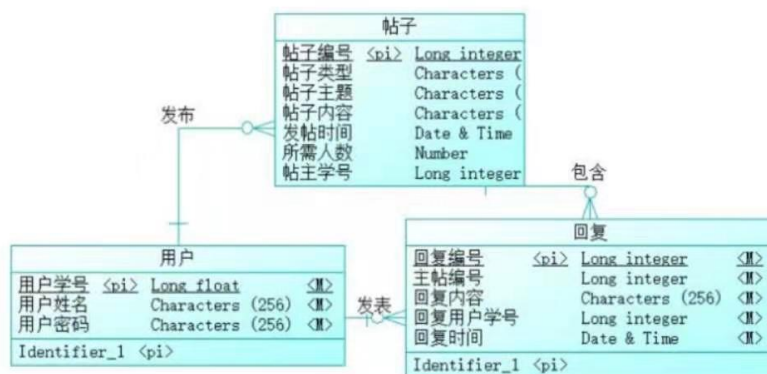 帖子
帖子编号 <pi> Long integer
帖子类型 Characters (
帖子主题 Characters (
帖子内容 Characters (
发帖时间 Date & Time
所需人数 Number
帖主学号 Long integer
发布
包含
用户
用户学号 <pi> Long float <M>
用户姓名 Characters (256) <M>
用户密码 Characters (256) <M>
Identifier_1 <pi>
发表
回复
回复编号 <pi> Long integer <M>
主帖编号 Long integer <M>
回复内容 Characters (256) <M>
回复用户学号 Long integer <M>
回复时间 Date & Time <M>
Identifier_1 <pi>